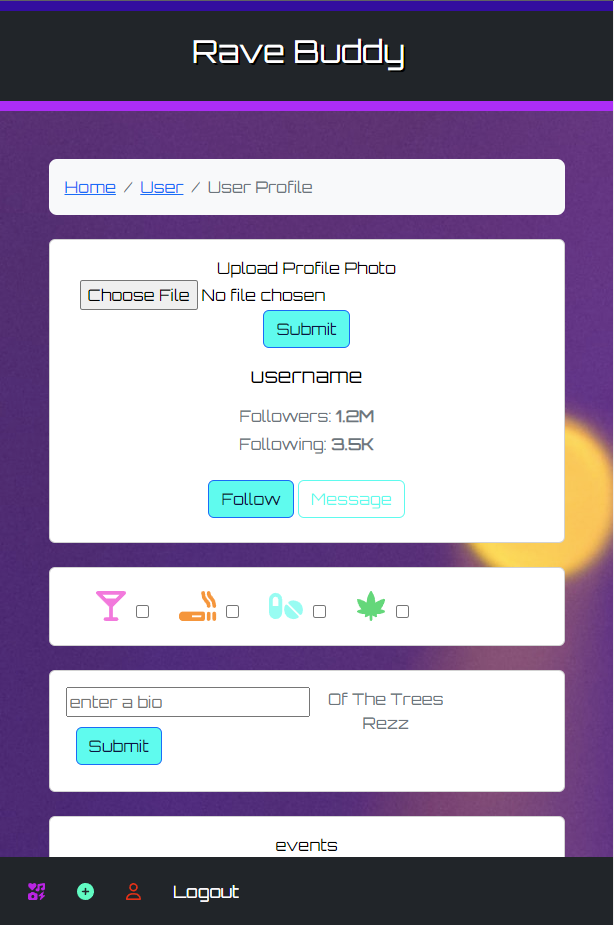 Rave Buddy
Home / User / User Profile
Upload Profile Photo
Choose File No file chosen
Submit
username
Followers: 1.2M
Following: 3.5K
Follow Message
enter a bio
Submit
Of The Trees
Rezz
events
Logout